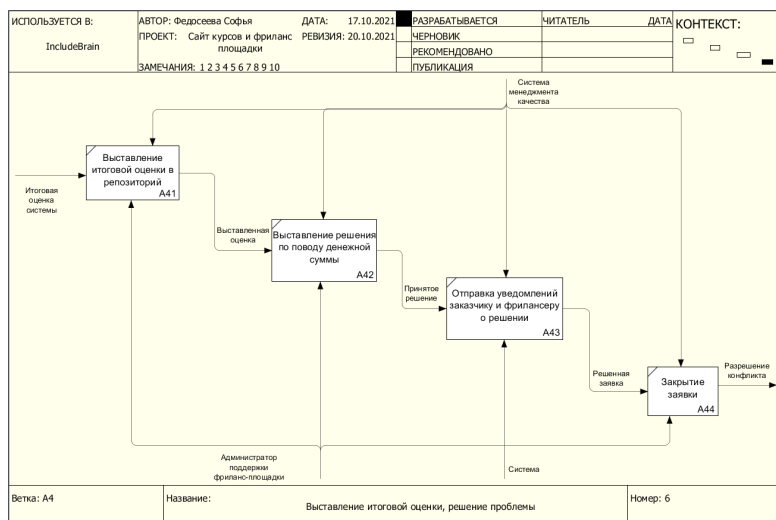 ИСПОЛЬЗУЕТСЯ В:
IncludeBrain
АВТОР: Федосеева Софья
ДАТА: 17.10.2021
ПРОЕКТ: Сайт курсов и фриланс
площадки
РЕВИЗИЯ: 20.10.2021
ЗАМЕЧАНИЯ: 1 2 3 4 5 6 7 8 9 10
РАЗРАБАТЫВАЕТСЯ
ЧЕРНОВИК
РЕКОМЕНДОВАНО
ПУБЛИКАЦИЯ
ЧИТАТЕЛЬ
ДАТА
КОНТЕКСТ:
Система
менеджмента
качества
Выставление
итоговой оценки в
репозиторий
A41
Итоговая
оценка
системы
Выставленная
оценка
Выставление решения
по поводу денежной
суммы
A42
Принятое
решение
Отправка уведомлений
заказчику и фрилансеру
о решении
A43
Решенная
заявка
Закрытие
заявки
A44
Разрешение
конфликта
Администратор
поддержки
фриланс-площадки
Система
Ветка: A4
Название:
Выставление итоговой оценки, решение проблемы
Номер: 6